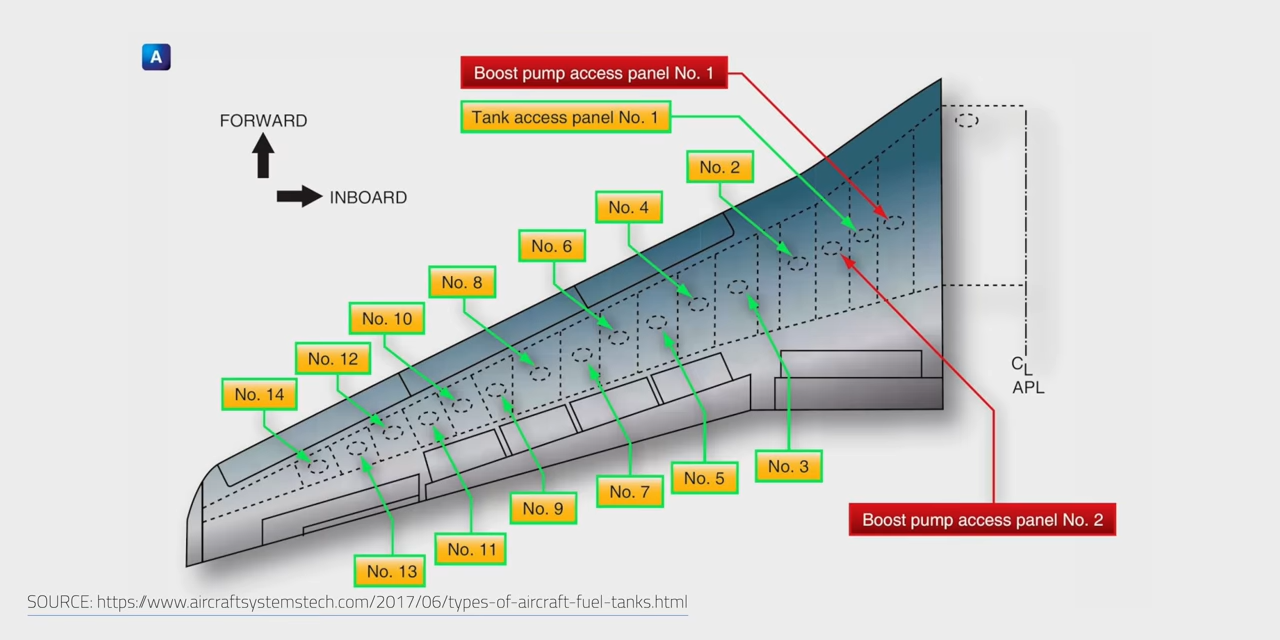 A
Boost pump access panel No. 1
Tank access panel No. 1
FORWARD
INBOARD
No. 2
No. 4
No. 6
No. 8
No. 10
No. 12
No. 14
CL
APL
No. 3
No. 5
No. 7
No. 9
No. 11
No. 13
Boost pump access panel No. 2
SOURCE: https://www.aircraftsystemstech.com/2017/06/types-of-aircraft-fuel-tanks.html